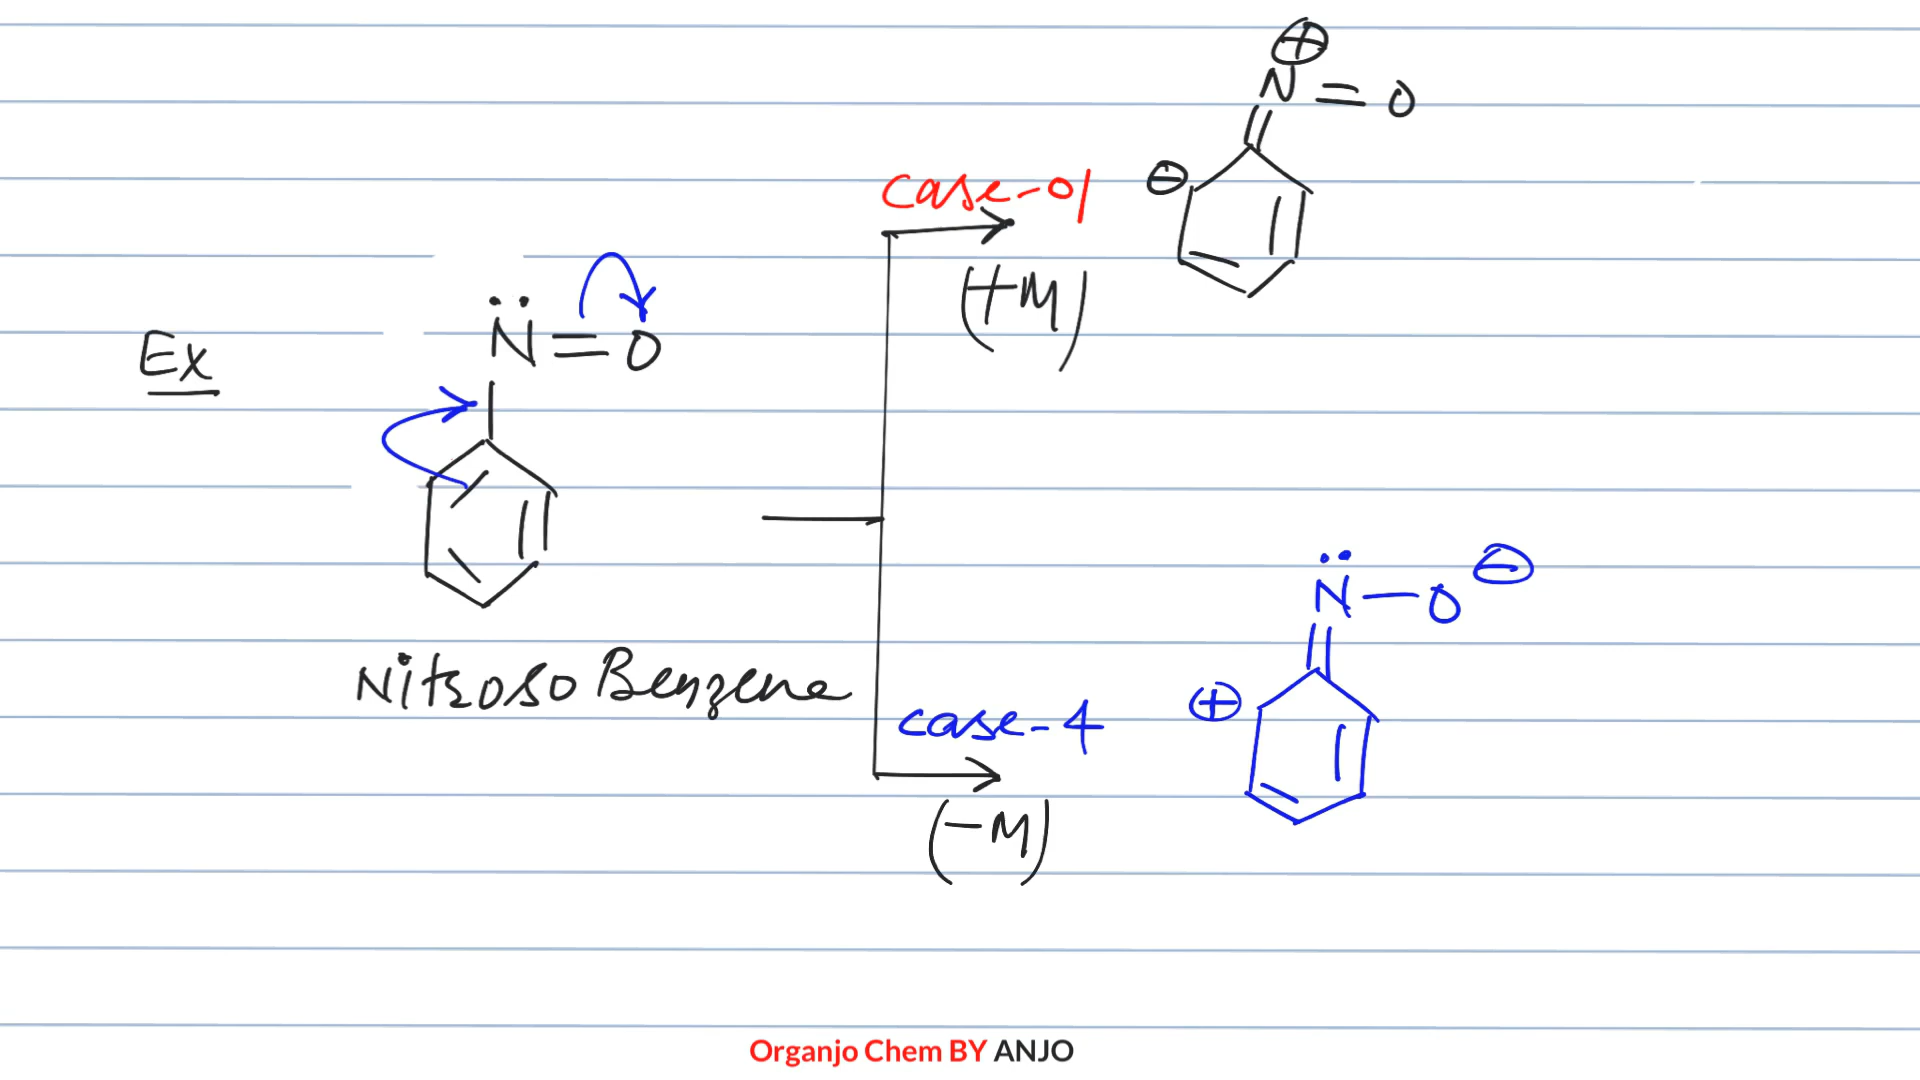 ⊕
N = O
⊖
case-01
(+M)
N̈ = O
Ex
N̈ — O ⊖
Nitroso Benzene
case-4
⊕
(-M)
Organjo Chem BY ANJO